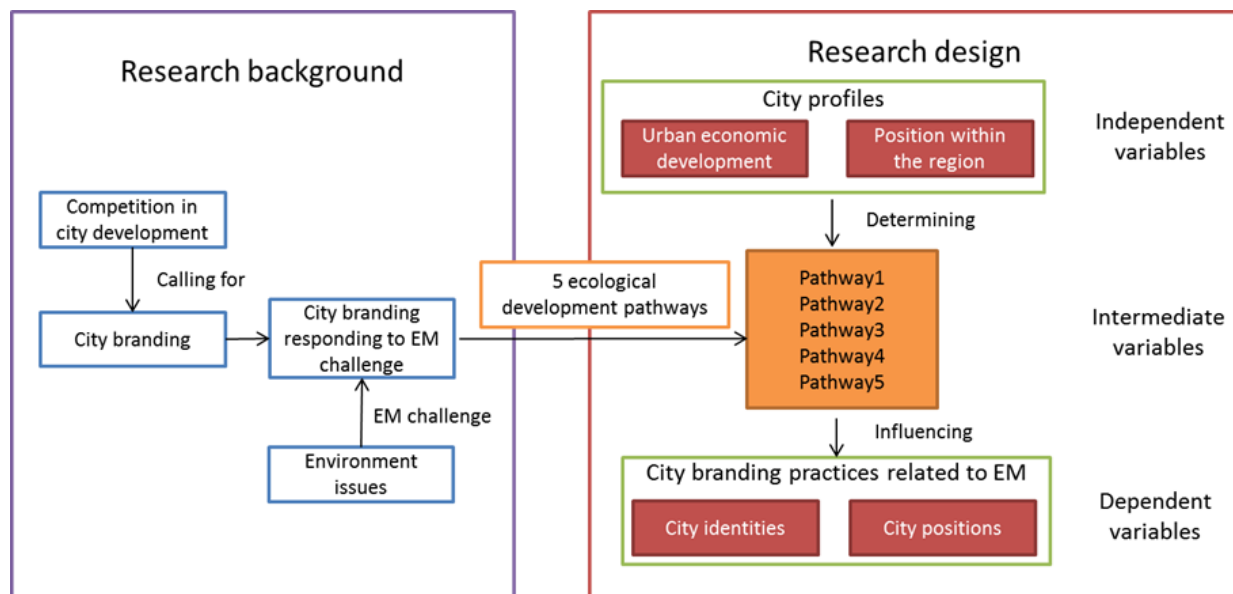 Research background
Competition in
city development
Calling for
City branding
City branding
responding to EM
challenge
EM challenge
Environment
issues
5 ecological
development pathways
Research design
City profiles
Urban economic
development
Position within
the region
Independent
variables
Determining
Pathway1
Pathway2
Pathway3
Pathway4
Pathway5
Intermediate
variables
Influencing
City branding practices related to EM
City identities
City positions
Dependent
variables